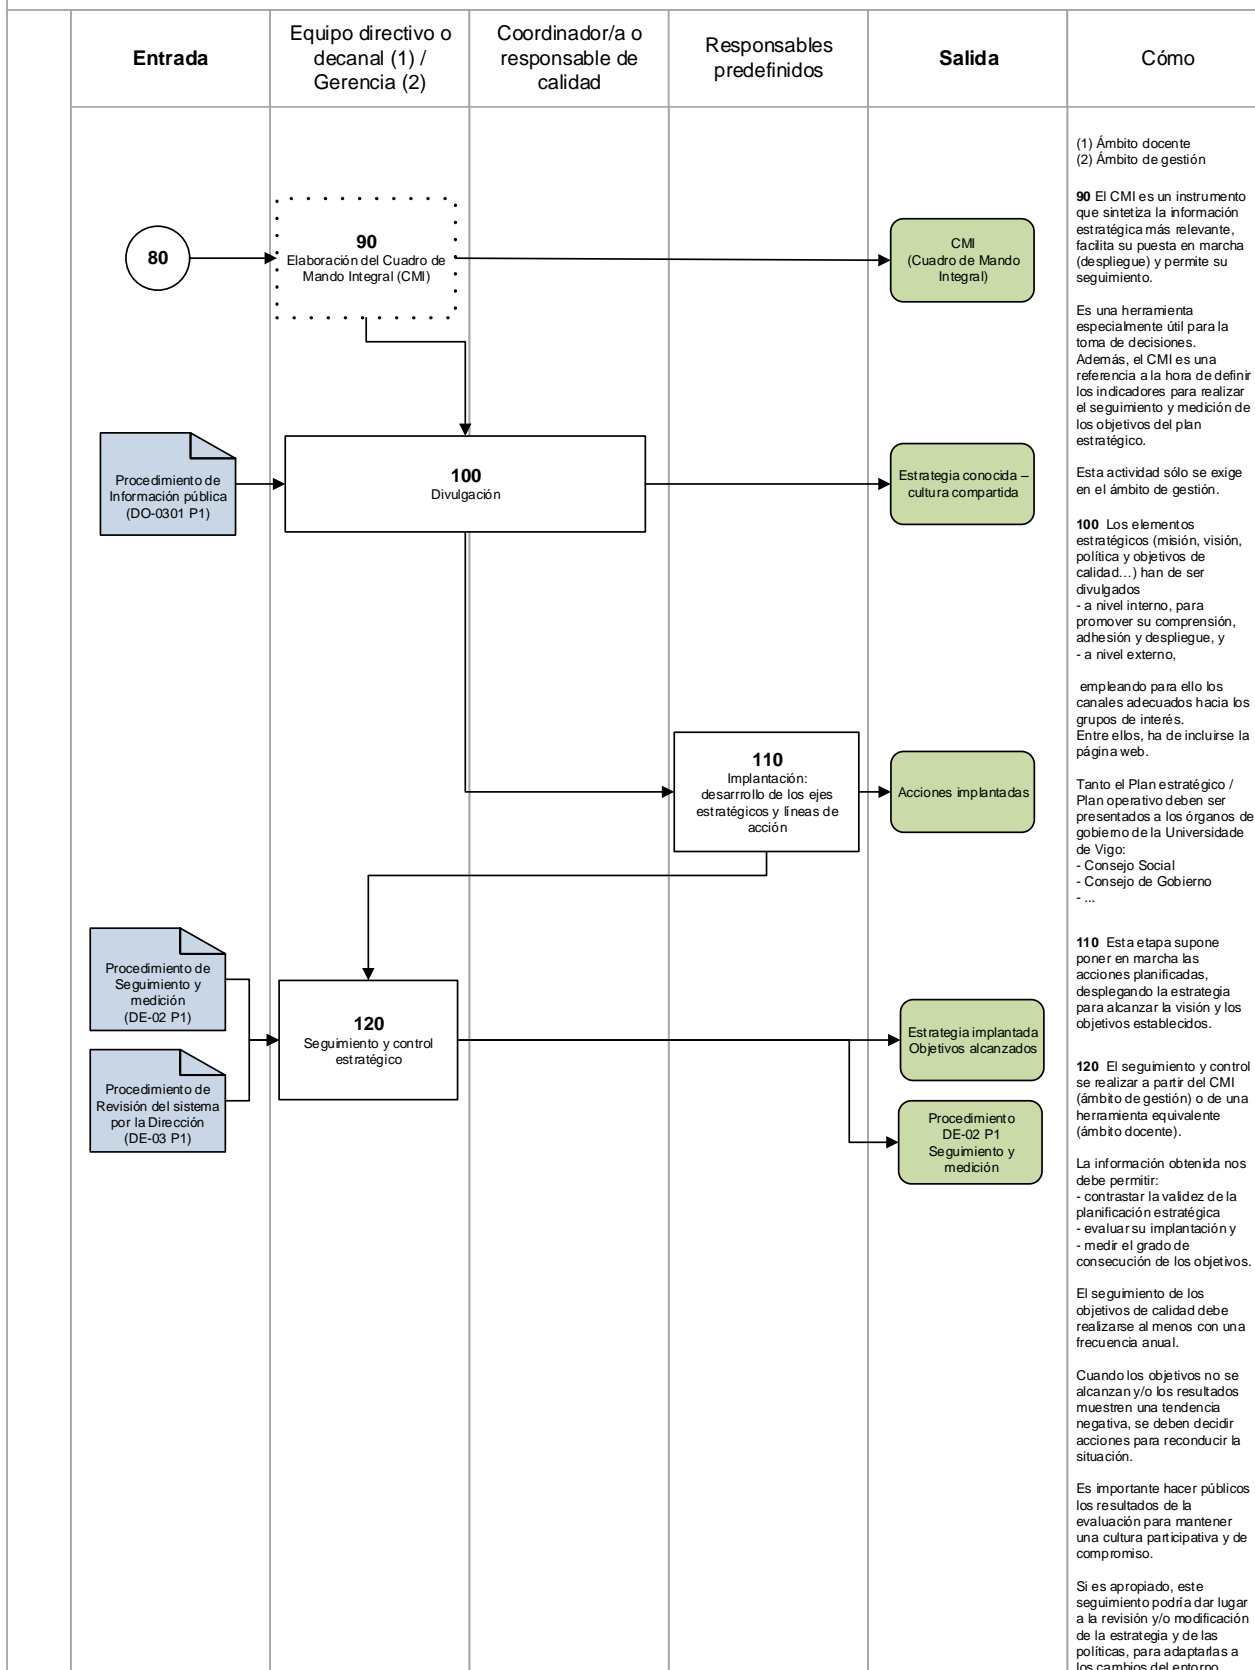 Entrada
Equipo directivo o
decanal (1) /
Gerencia (2)
Coordinador/a o
responsable de
calidad
Responsables
predefinidos
Salida
Cómo
(1) Ámbito docente
(2) Ámbito de gestión
80
90
Elaboración del Cuadro de
Mando Integral (CMI)
CMI
(Cuadro de Mando
Integral)
90 El CMI es un instrumento
que sintetiza la información
estratégica más relevante,
facilita su puesta en marcha
(despliegue) y permite su
seguimiento.
Es una herramienta
especialmente útil para la
toma de decisiones.
Además, el CMI es una
referencia a la hora de definir
los indicadores para realizar
el seguimiento y medición de
los objetivos del plan
estratégico.
Esta actividad sólo se exige
en el ámbito de gestión.
Procedimiento de
Información pública
(DO-0301 P1)
100
Divulgación
Estrategia conocida –
cultura compartida
100 Los elementos
estratégicos (misión, visión,
política y objetivos de
calidad…) han de ser
divulgados
- a nivel interno, para
promover su comprensión,
adhesión y despliegue, y
- a nivel externo,
empleando para ello los
canales adecuados hacia los
grupos de interés.
Entre ellos, ha de incluirse la
página web.
Tanto el Plan estratégico /
Plan operativo deben ser
presentados a los órganos de
gobierno de la Universidade
de Vigo:
- Consejo Social
- Consejo de Gobierno
- ...
110
Implantación:
desarrrollo de los ejes
estratégicos y líneas de
acción
Acciones implantadas
110 Esta etapa supone
poner en marcha las
acciones planificadas,
desplegando la estrategia
para alcanzar la visión y los
objetivos establecidos.
Procedimiento de
Seguimiento y
medición
(DE-02 P1)
Procedimiento de
Revisión del sistema
por la Dirección
(DE-03 P1)
120
Seguimiento y control
estratégico
Estrategia implantada
Objetivos alcanzados
Procedimiento
DE-02 P1
Seguimiento y
medición
120 El seguimiento y control
se realizar a partir del CMI
(ámbito de gestión) o de una
herramienta equivalente
(ámbito docente).
La información obtenida nos
debe permitir:
- contrastar la validez de la
planificación estratégica
- evaluar su implantación y
- medir el grado de
consecución de los objetivos.
El seguimiento de los
objetivos de calidad debe
realizarse al menos con una
frecuencia anual.
Cuando los objetivos no se
alcanzan y/o los resultados
muestren una tendencia
negativa, se deben decidir
acciones para reconducir la
situación.
Es importante hacer públicos
los resultados de la
evaluación para mantener
una cultura participativa y de
compromiso.
Si es apropiado, este
seguimiento podría dar lugar
a la revisión y/o modificación
de la estrategia y de las
políticas, para adaptarlas a
los cambios del entorno